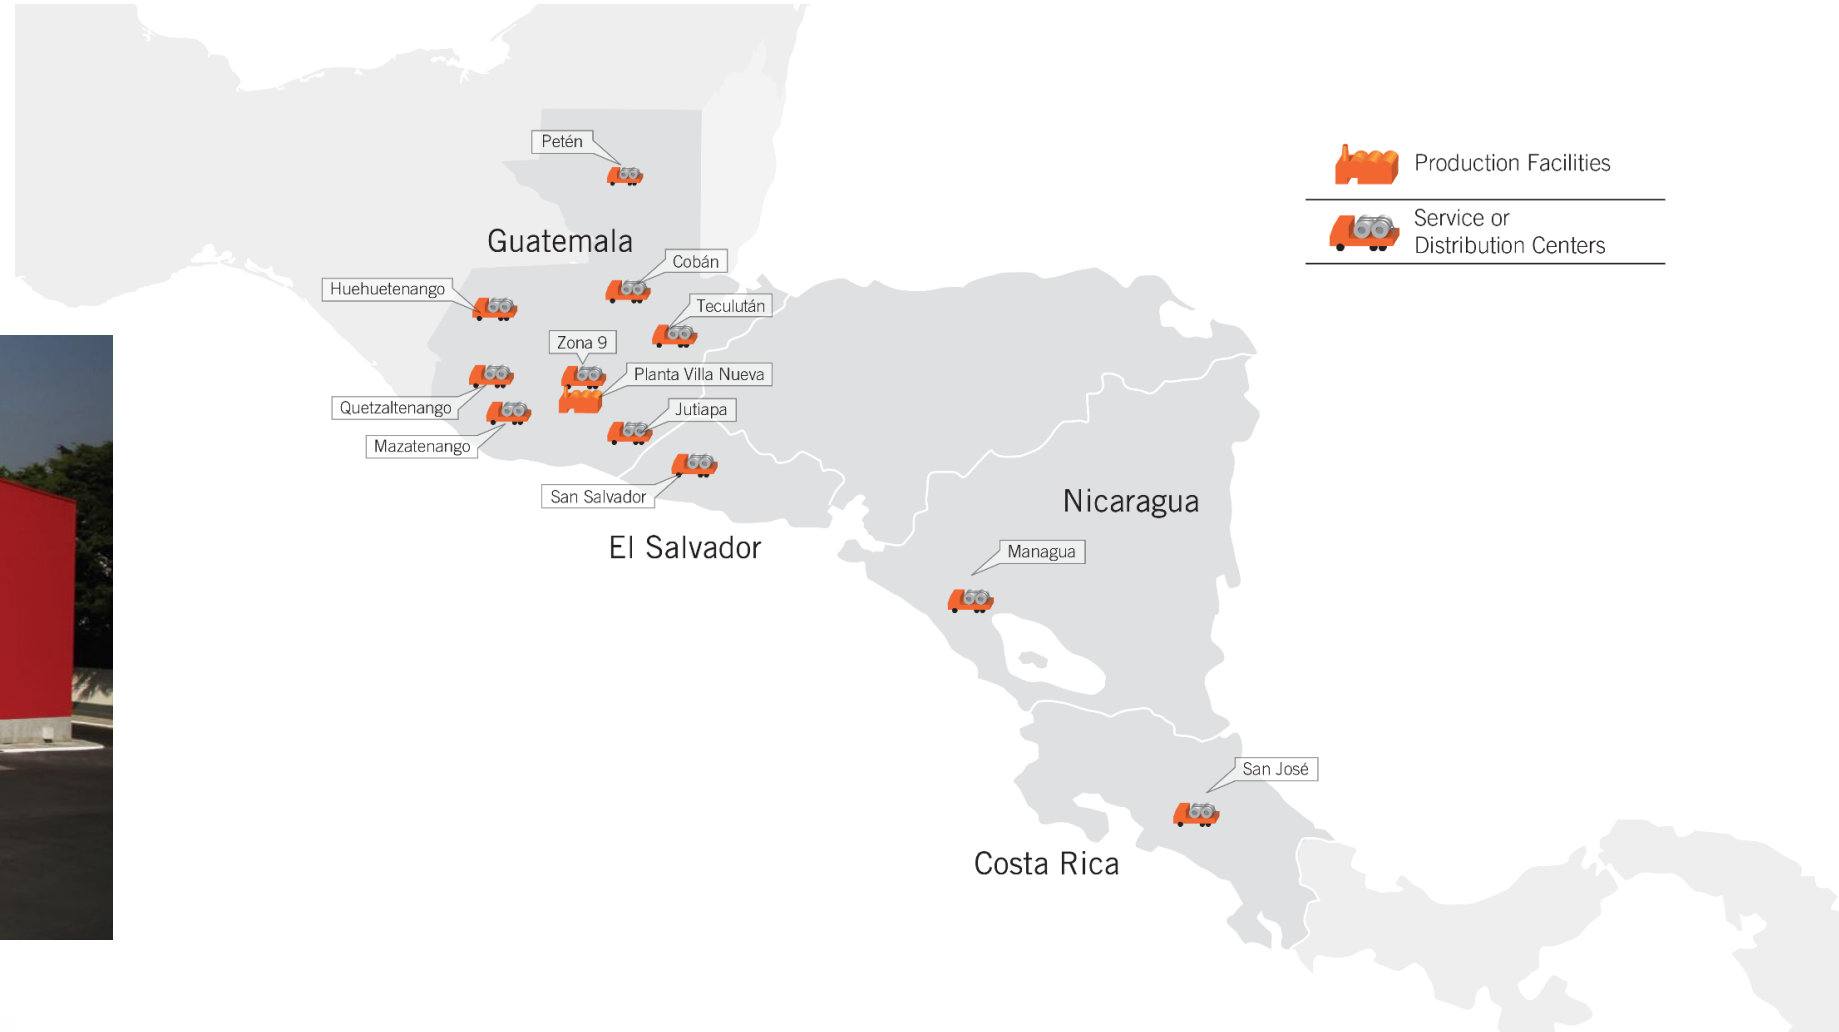 Petén
Guatemala
Cobán
Huehuetenango
Teculután
Zona 9
Planta Villa Nueva
Quetzaltenango
Jutiapa
Mazatenango
San Salvador
El Salvador
Nicaragua
Managua
San José
Costa Rica
Production Facilities
Service or
Distribution Centers